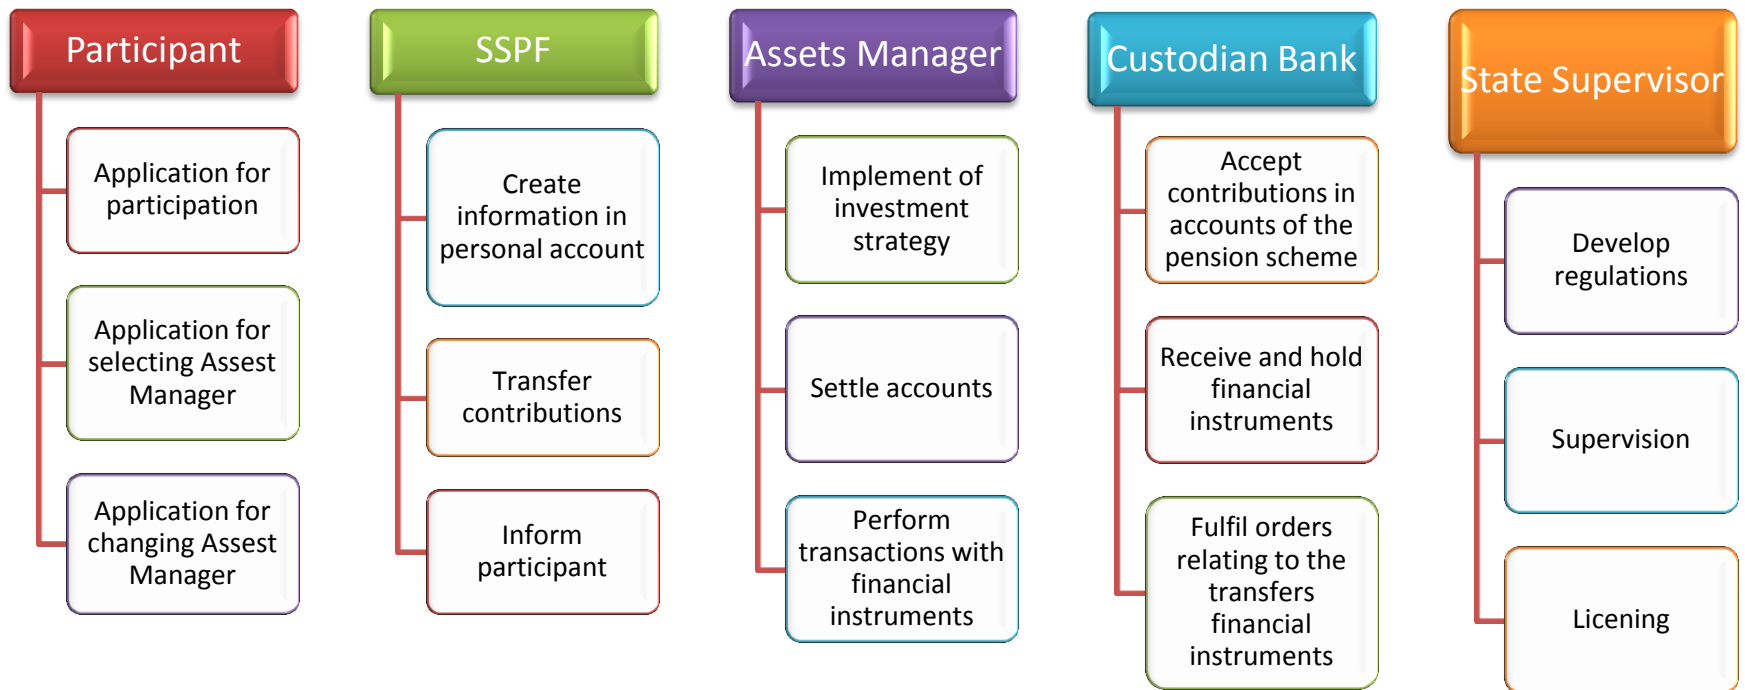 Participant
Application for
participation
Application for
selecting Assest
Manager
Application for
changing Assest
Manager
SSPF
Create
information in
personal account
Transfer
contributions
Inform
participant
Assets Manager
Implement of
investment
strategy
Settle accounts
Perform
transactions with
financial
instruments
Custodian Bank
Accept
contributions in
accounts of the
pension scheme
Receive and hold
financial
instruments
Fulfil orders
relating to the
transfers
financial
instruments
State Supervisor
Develop
regulations
Supervision
Licening